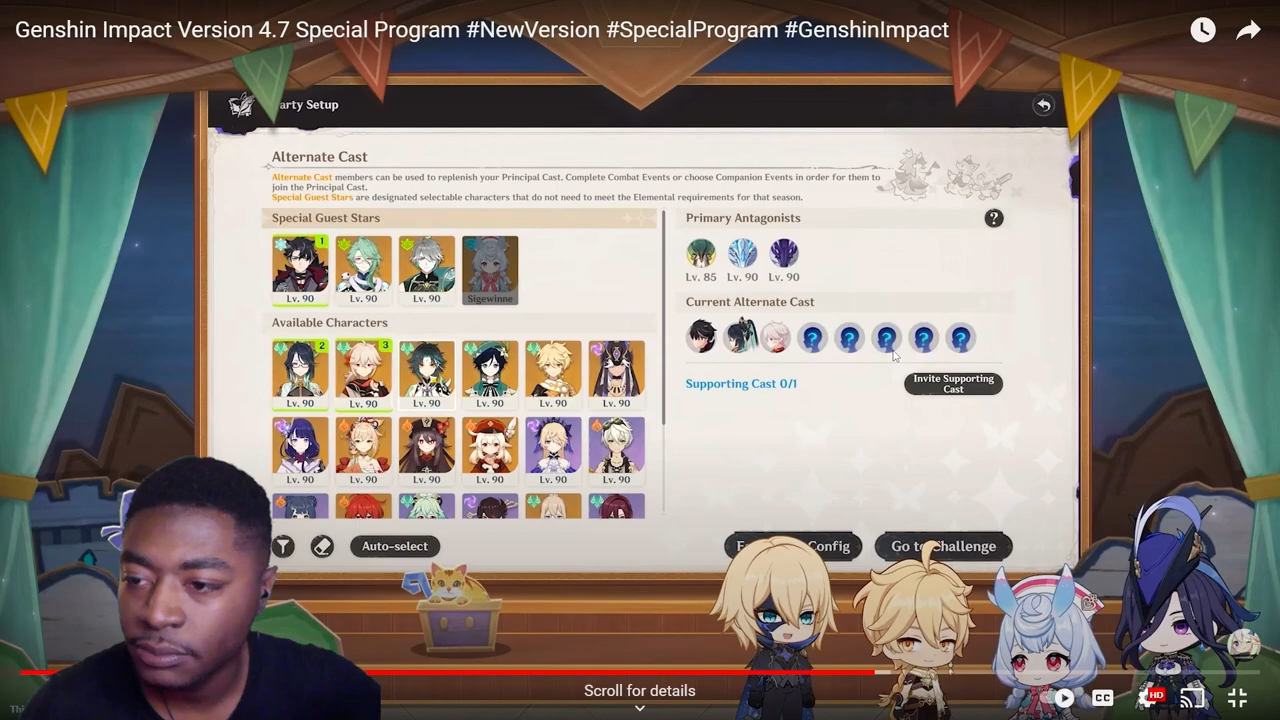 Genshin Impact Version 4.7 Special Program #NewVersion #SpecialProgram #GenshinImpact
arty Setup
Alternate Cast
Alternate Cast members can be used to replenish your Principal Cast. Complete Combat Events or choose Companion Events in order for them to
join the Principal Cast.
Special Guest Stars are designated selectable characters that do not need to meet the Elemental requirements for that season.
Special Guest Stars
1
Lv. 90 Lv. 90 Lv. 90 Sigewinne
Available Characters
2 3
Lv. 90 Lv. 90 Lv. 90 Lv. 90 Lv. 90 Lv. 90
Lv. 90 Lv. 90 Lv. 90 Lv. 90 Lv. 90 Lv. 90
Auto-select
Primary Antagonists ?
Lv. 85 Lv. 90 Lv. 90
Current Alternate Cast
? ? ? ? ?
Supporting Cast 0/1
Invite Supporting
Cast
Config
Go to Challenge
Scroll for details
CC HD